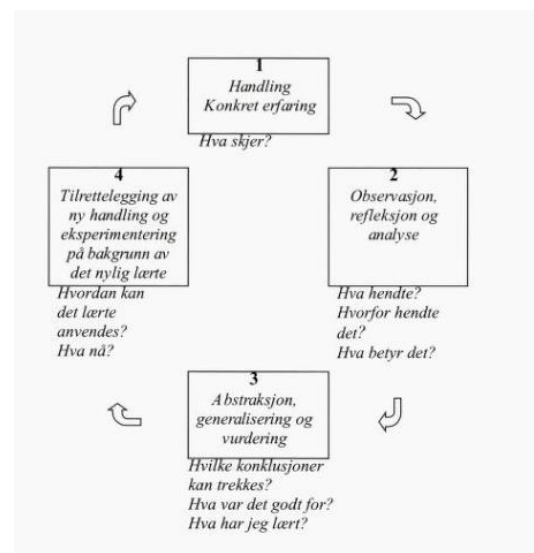 1
Handling
Konkret erfaring
Hva skjer?
2
Observasjon,
refleksjon og
analyse
Hva hendte?
Hvorfor hendte
det?
Hva betyr det?
3
Abstraksjon,
generalisering og
vurdering
Hvilke konklusjoner
kan trekkes?
Hva var det godt for?
Hva har jeg lært?
4
Tilrettelegging av
ny handling og
eksperimentering
på bakgrunn av
det nylig lærte
Hvordan kan
det lærte
anvendes?
Hva nå?